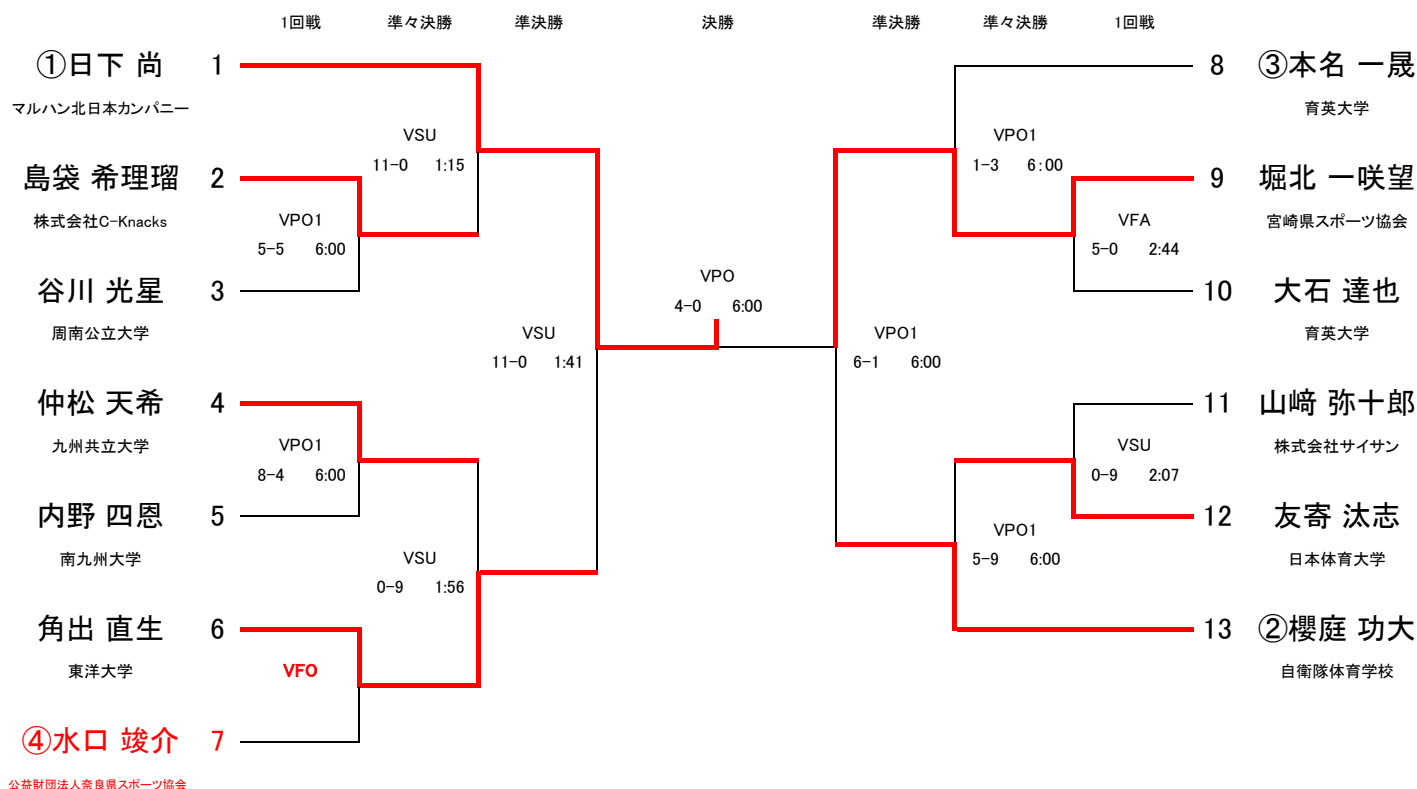 1回戦 準々決勝 準決勝 決勝 準決勝 準々決勝 1回戦
①日下 尚 1
マルハン北日本カンパニー
VSU
11-0 1:15
島袋 希理瑠 2
株式会社C-Knacks
VPO1
5-5 6:00
谷川 光星 3
周南公立大学
VSU
11-0 1:41
仲松 天希 4
九州共立大学
VPO1
8-4 6:00
内野 四恩 5
南九州大学
VSU
0-9 1:56
角出 直生 6
東洋大学
VFO
④水口 竣介 7
公益財団法人奈良県スポーツ協会
VPO
4-0 6:00
8 ③本名 一晟
育英大学
VPO1
1-3 6:00
9 堀北 一咲望
宮崎県スポーツ協会
VFA
5-0 2:44
10 大石 達也
育英大学
VPO1
6-1 6:00
11 山﨑 弥十郎
株式会社サイサン
VSU
0-9 2:07
12 友寄 汰志
日本体育大学
VPO1
5-9 6:00
13 ②櫻庭 功大
自衛隊体育学校